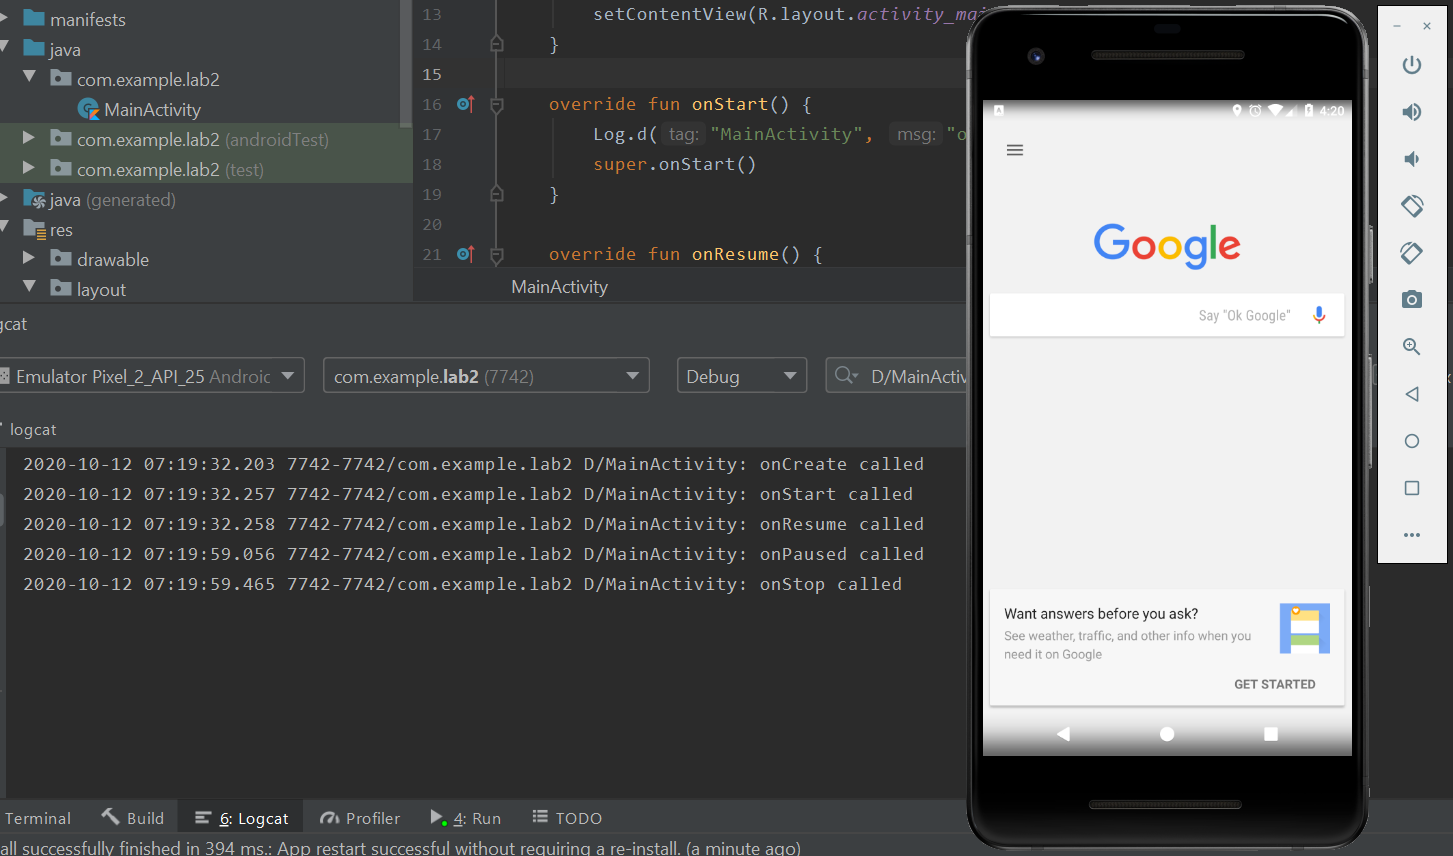 manifests
java
com.example.lab2
MainActivity
com.example.lab2 (androidTest)
com.example.lab2 (test)
java (generated)
res
drawable
layout
13 setContentView(R.layout.activity_mai
14 }
15
16 override fun onStart() {
17 Log.d( tag: "MainActivity", msg: "o
18 super.onStart()
19 }
20
21 override fun onResume() {
MainActivity
gcat
Emulator Pixel_2_API_25 Android
com.example.lab2 (7742)
Debug
D/MainActiv
logcat
2020-10-12 07:19:32.203 7742-7742/com.example.lab2 D/MainActivity: onCreate called
2020-10-12 07:19:32.257 7742-7742/com.example.lab2 D/MainActivity: onStart called
2020-10-12 07:19:32.258 7742-7742/com.example.lab2 D/MainActivity: onResume called
2020-10-12 07:19:59.056 7742-7742/com.example.lab2 D/MainActivity: onPaused called
2020-10-12 07:19:59.465 7742-7742/com.example.lab2 D/MainActivity: onStop called
Terminal Build 6: Logcat Profiler 4: Run TODO
all successfully finished in 394 ms.: App restart successful without requiring a re-install. (a minute ago)
4:20
Google
Say "Ok Google"
Want answers before you ask?
See weather, traffic, and other info when you
need it on Google
GET STARTED